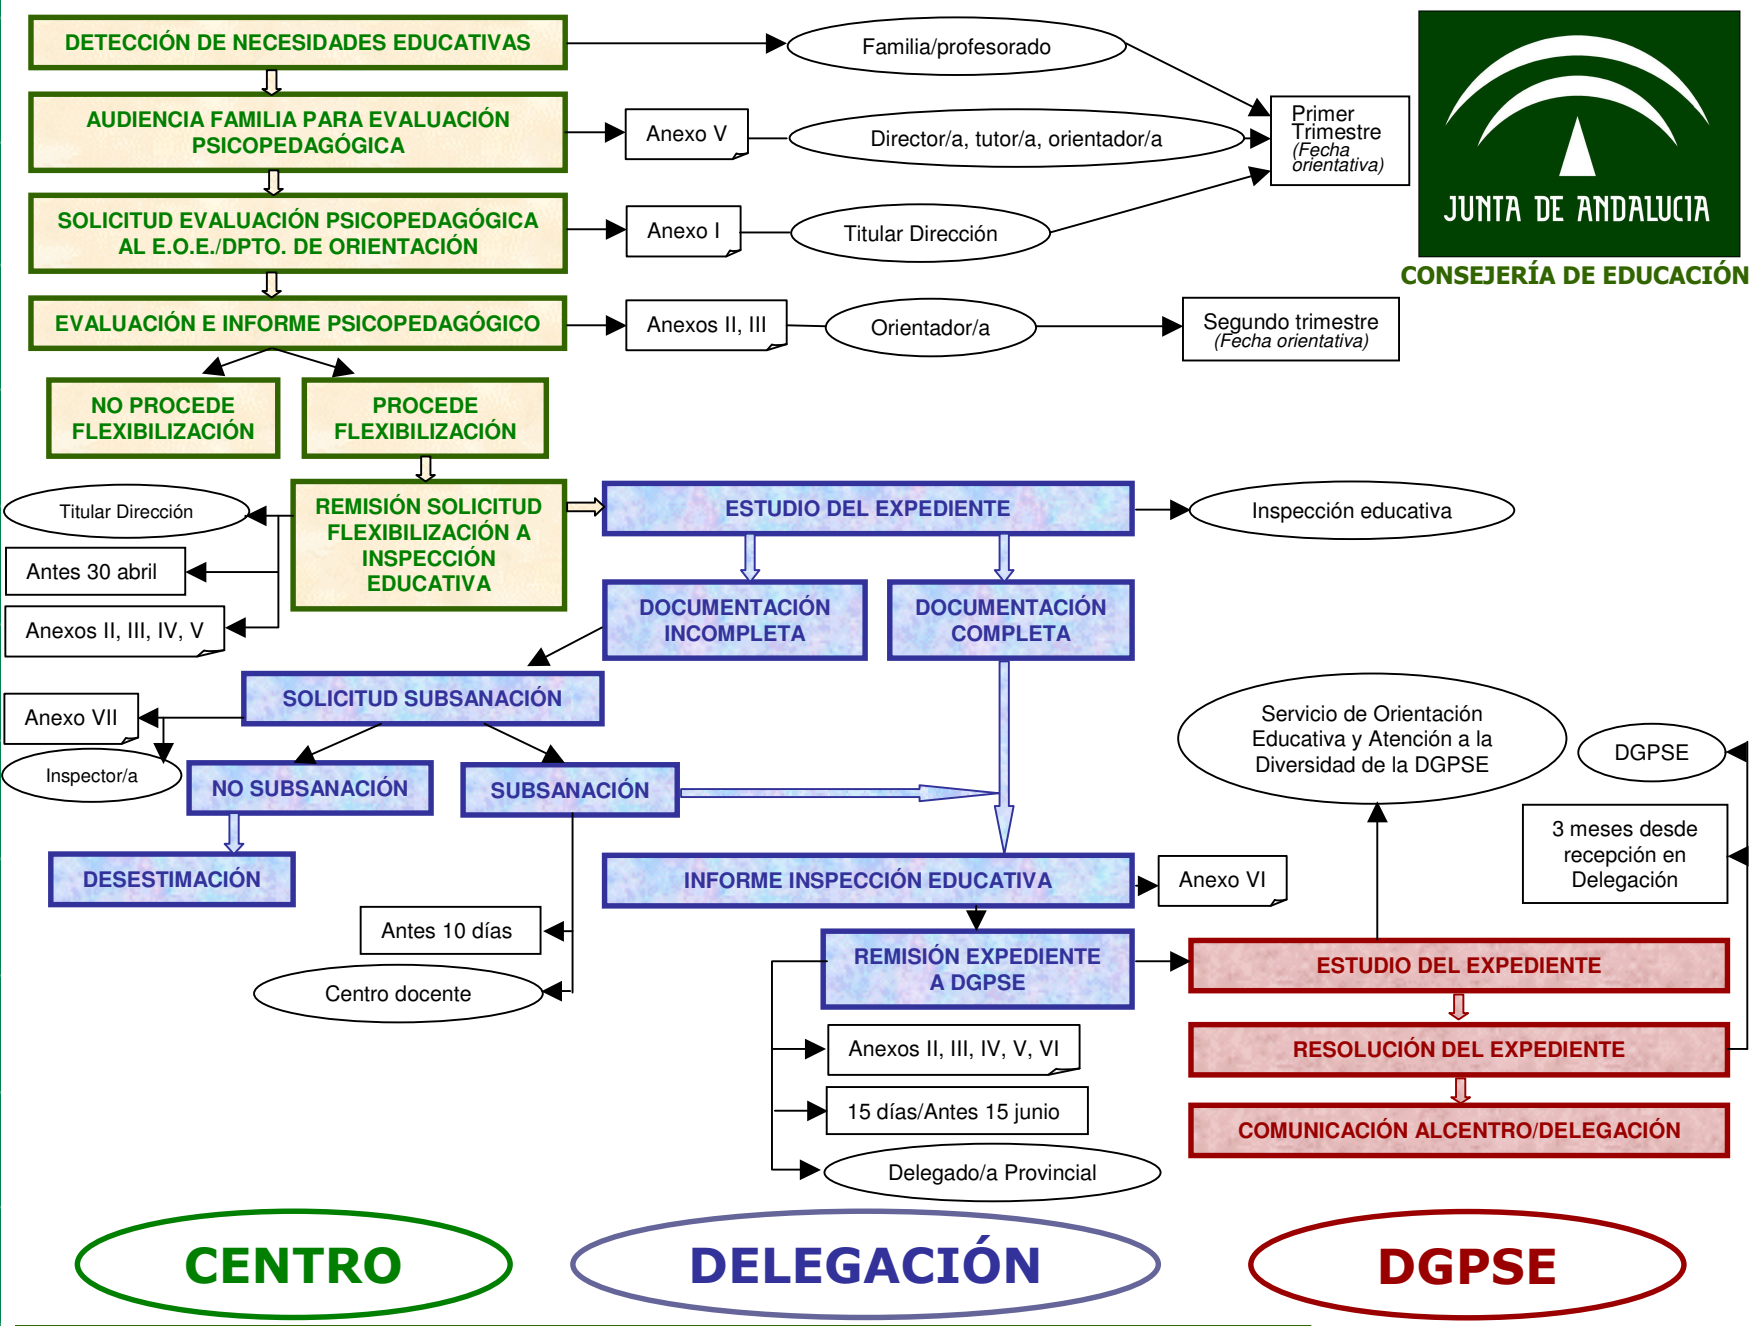 DETECCIÓN DE NECESIDADES EDUCATIVAS
Familia/profesorado
AUDIENCIA FAMILIA PARA EVALUACIÓN
PSICOPEDAGÓGICA
Anexo V
Director/a, tutor/a, orientador/a
Primer
Trimestre
(Fecha
orientativa)
JUNTA DE ANDALUCIA
CONSEJERÍA DE EDUCACIÓN
SOLICITUD EVALUACIÓN PSICOPEDAGÓGICA
AL E.O.E./DPTO. DE ORIENTACIÓN
Anexo I
Titular Dirección
EVALUACIÓN E INFORME PSICOPEDAGÓGICO
Anexos II, III
Orientador/a
Segundo trimestre
(Fecha orientativa)
NO PROCEDE
FLEXIBILIZACIÓN
PROCEDE
FLEXIBILIZACIÓN
Titular Dirección
Antes 30 abril
Anexos II, III, IV, V
REMISIÓN SOLICITUD
FLEXIBILIZACIÓN A
INSPECCIÓN
EDUCATIVA
ESTUDIO DEL EXPEDIENTE
Inspección educativa
DOCUMENTACIÓN
INCOMPLETA
DOCUMENTACIÓN
COMPLETA
SOLICITUD SUBSANACIÓN
Anexo VII
Inspector/a
NO SUBSANACIÓN
SUBSANACIÓN
Servicio de Orientación
Educativa y Atención a la
Diversidad de la DGPSE
DGPSE
3 meses desde
recepción en
Delegación
DESESTIMACIÓN
INFORME INSPECCIÓN EDUCATIVA
Anexo VI
Antes 10 días
Centro docente
REMISIÓN EXPEDIENTE
A DGPSE
ESTUDIO DEL EXPEDIENTE
Anexos II, III, IV, V, VI
RESOLUCIÓN DEL EXPEDIENTE
15 días/Antes 15 junio
COMUNICACIÓN ALCENTRO/DELEGACIÓN
Delegado/a Provincial
CENTRO
DELEGACIÓN
DGPSE